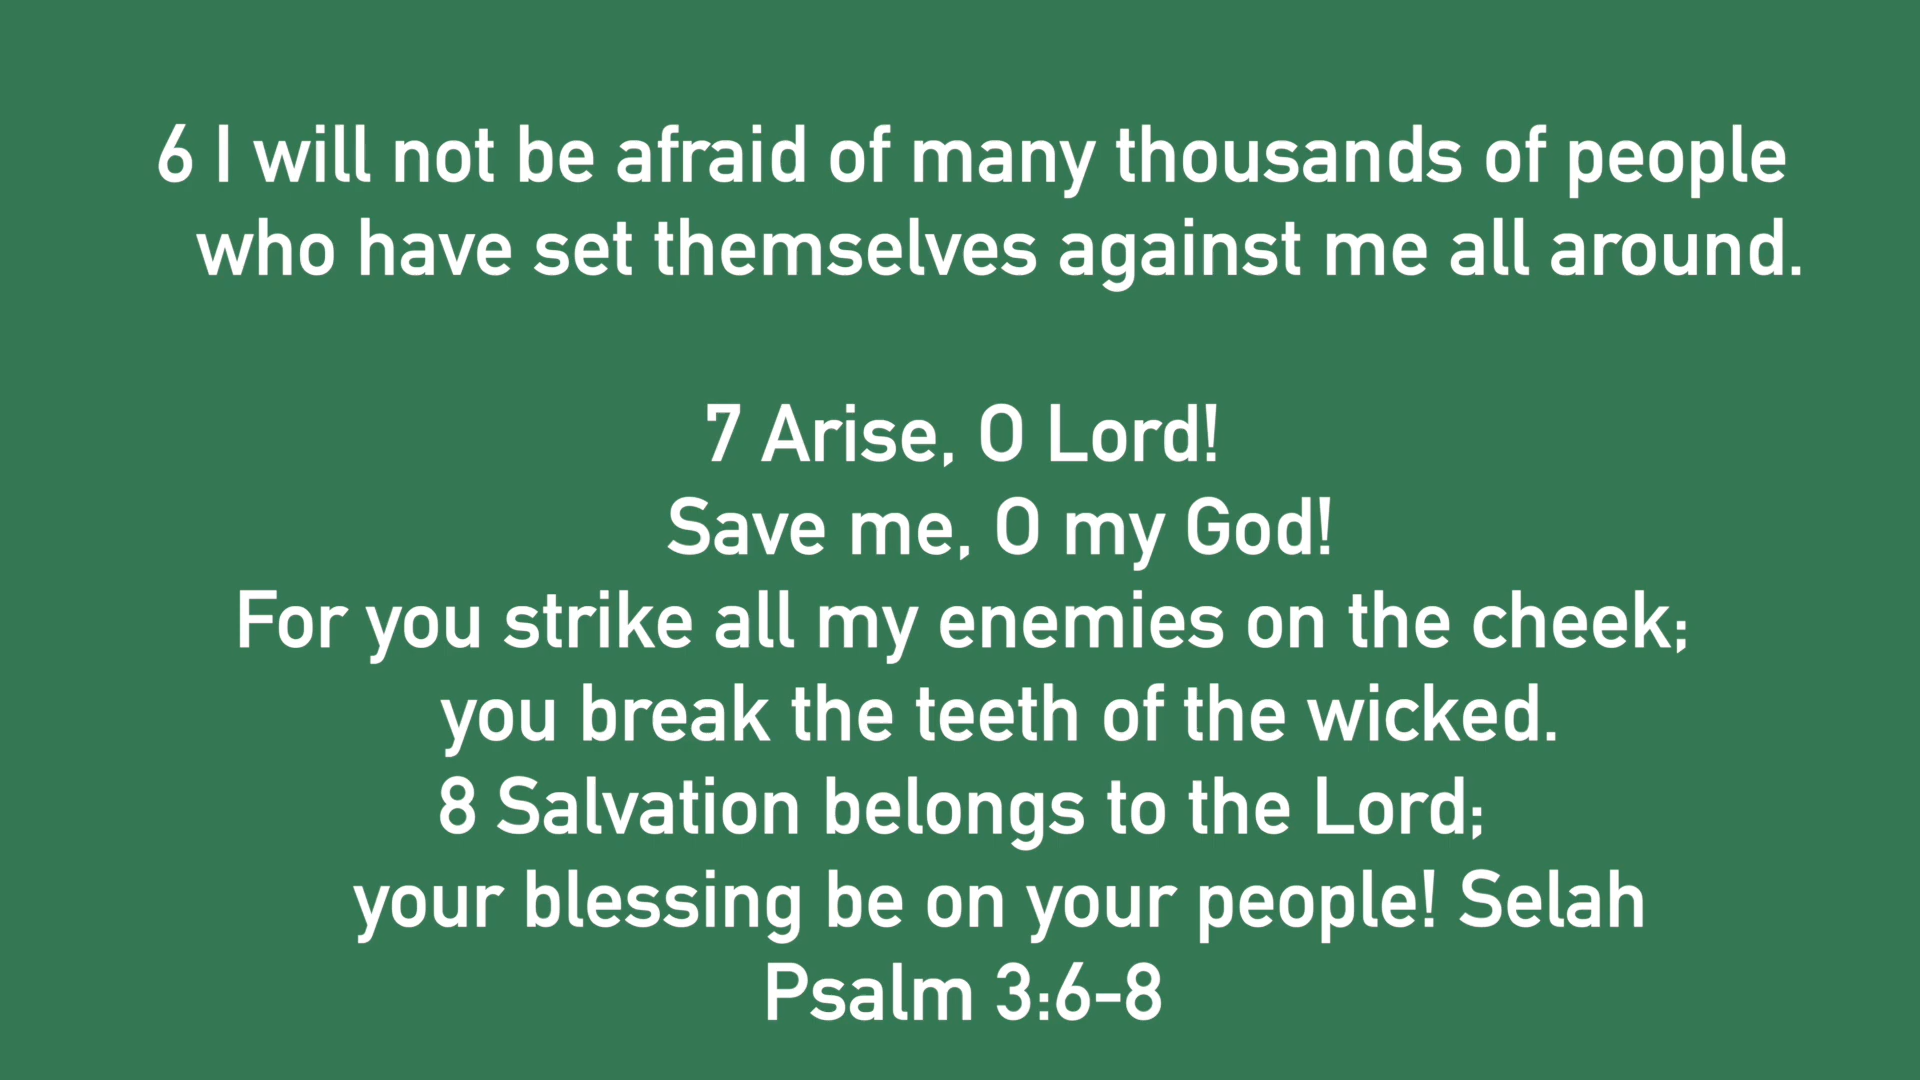 6 I will not be afraid of many thousands of people
who have set themselves against me all around.
7 Arise, O Lord!
Save me, O my God!
For you strike all my enemies on the cheek;
you break the teeth of the wicked.
8 Salvation belongs to the Lord;
your blessing be on your people! Selah
Psalm 3:6-8